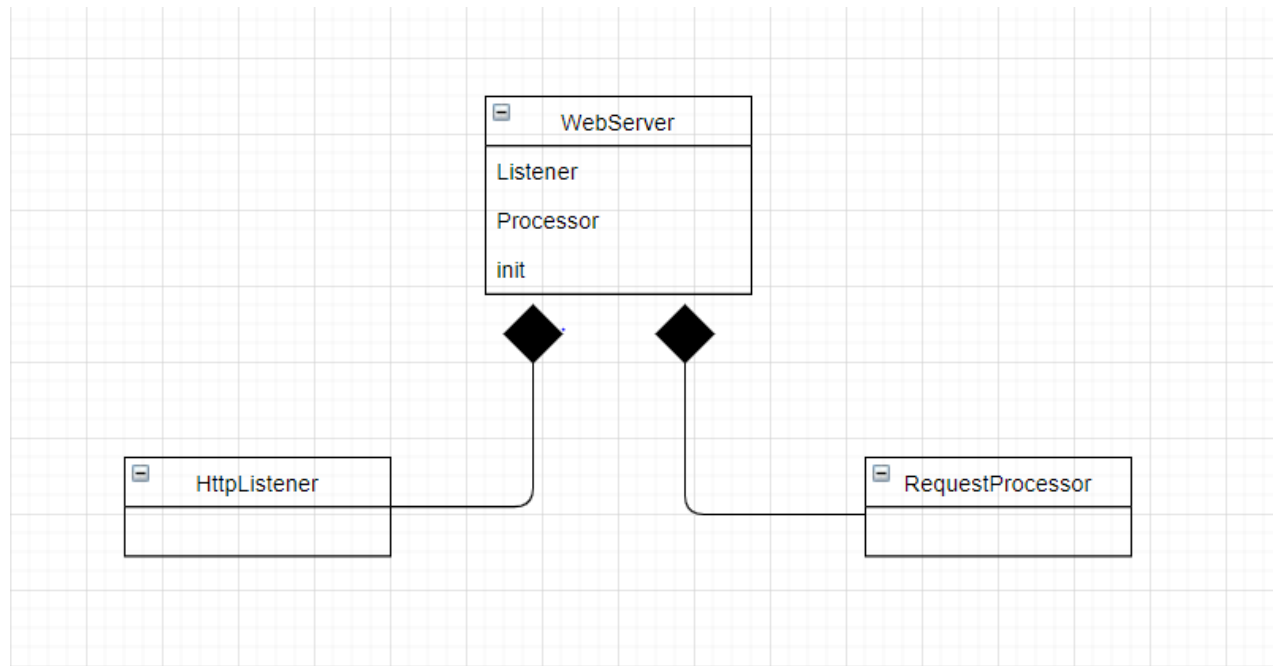 WebServer
Listener
Processor
init
HttpListener
RequestProcessor